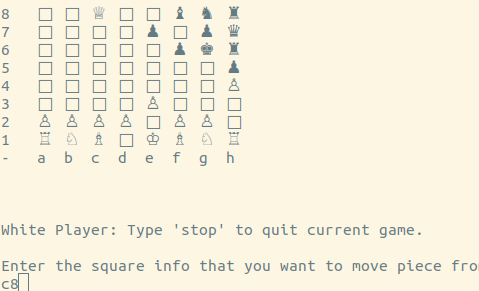 8 □ □ ♕ □ □ ♝ ♞ ♜
7 □ □ □ □ ♟ □ ♟ ♛
6 □ □ □ □ □ ♟ ♚ ♜
5 □ □ □ □ □ □ □ ♟
4 □ □ □ □ □ □ □ ♙
3 □ □ □ □ ♙ □ □ □
2 ♙ ♙ ♙ ♙ □ ♙ ♙ □
1 ♖ ♘ ♗ □ ♔ ♗ ♘ ♖
- a b c d e f g h
White Player: Type 'stop' to quit current game.
Enter the square info that you want to move piece fro
c8